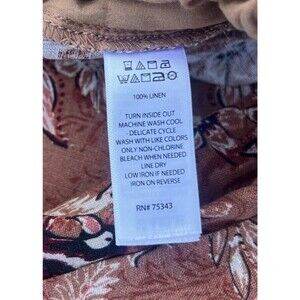 100% LINEN
TURN INSIDE OUT
MACHINE WASH COOL
- DELICATE CYCLE
WASH WITH LIKE COLORS
ONLY NON-CHLORINE
BLEACH WHEN NEEDED
LINE DRY
LOW IRON IF NEEDED
IRON ON REVERSE
RN# 75343